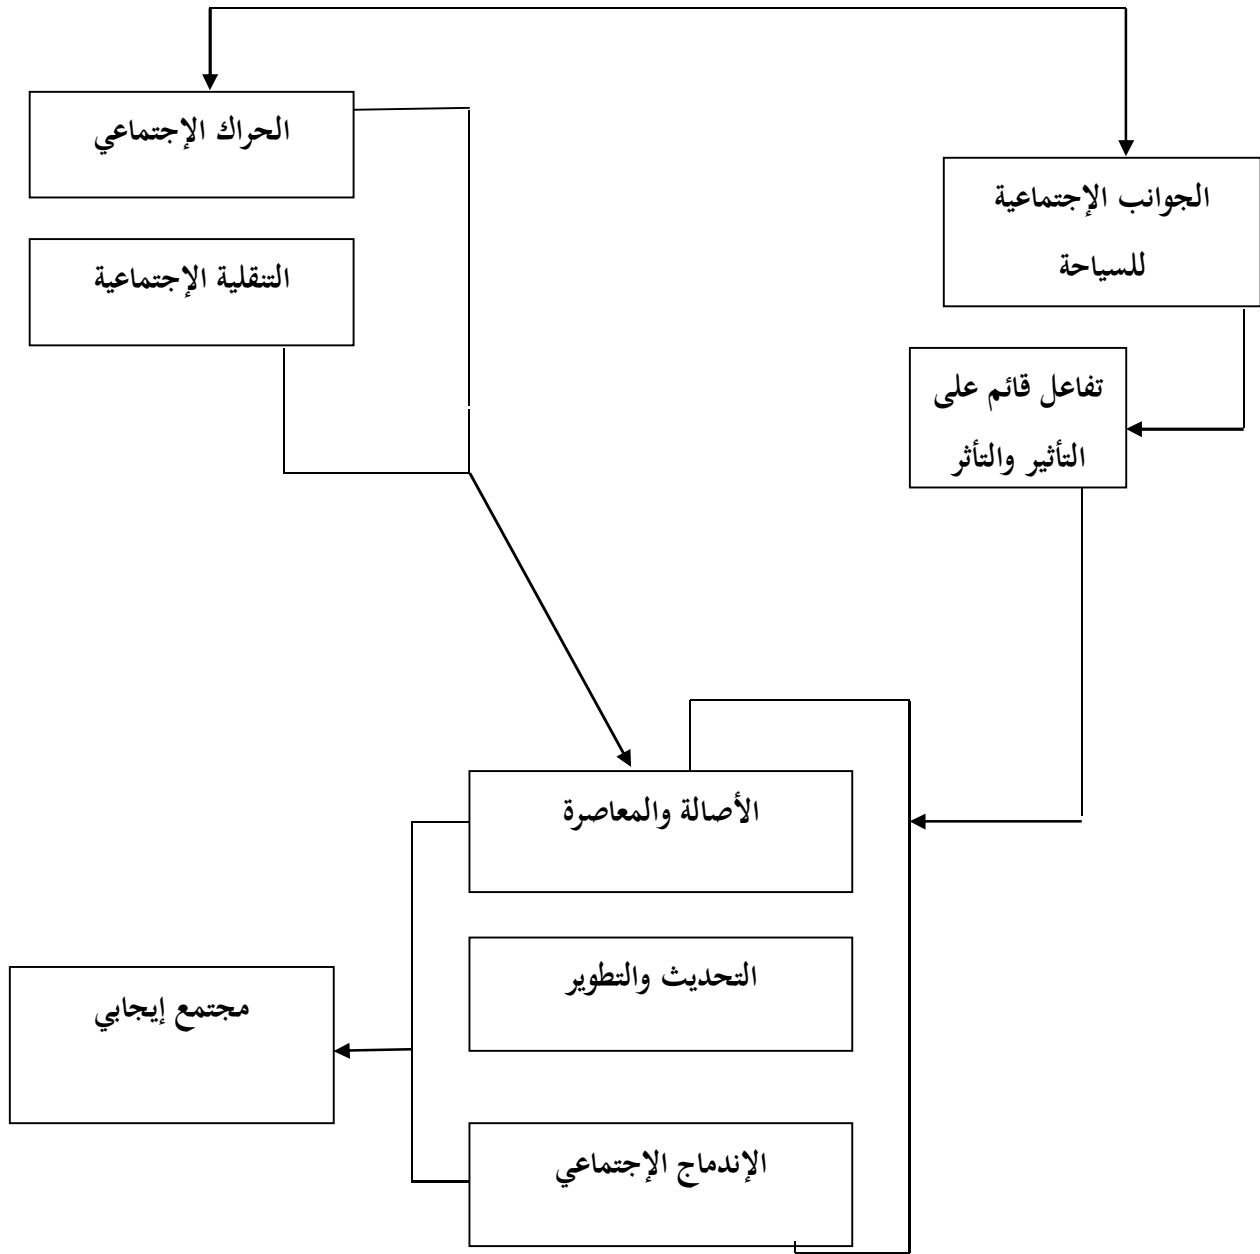 الحراك الإجتماعي
الجوانب الإجتماعية
للسياحة
التنقلية الإجتماعية
تفاعل قائم على
التأثير والتأثر
الأصالة والمعاصرة
التحديث والتطوير
مجتمع إيجابي
الإندماج الإجتماعي